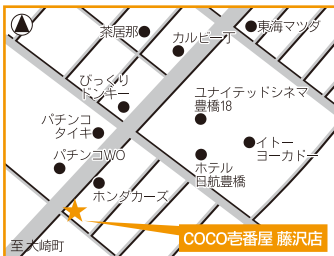 茶居那
カルビ一丁
東海マツダ
びっくり
ドンキー
ユナイテッドシネマ
豊橋18
パチンコ
タイキ
イトー
ヨーカドー
パチンコWO
ホテル
日航豊橋
ホンダカーズ
COCO壱番屋 藤沢店
至 大崎町